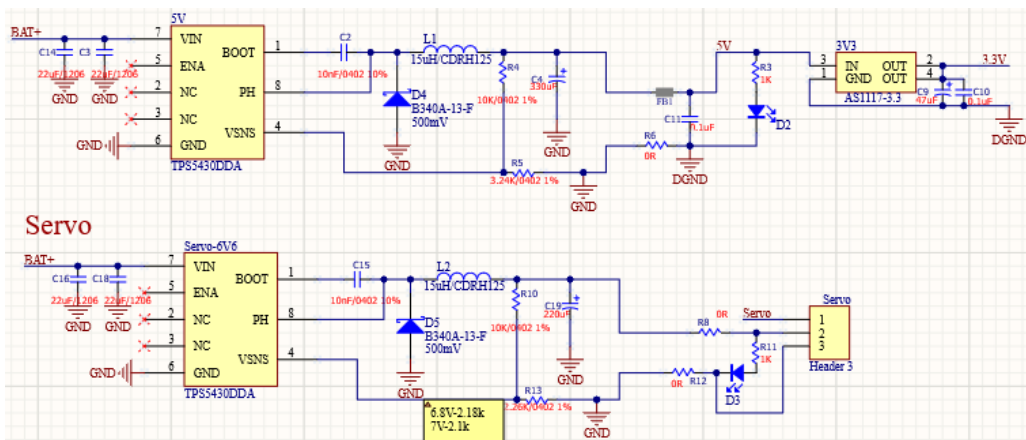 5V
BAT+
7
VIN
BOOT
1
C2
10nF/0402 10%
L1
15uH/CDRH125
C14
22uF/1206
C3
22uF/1206
GND
GND
5
ENA
2
NC
PH
8
3
NC
VSNS
4
GND
6
GND
TPS5430DDA
D4
B340A-13-F
500mV
GND
R4
10K/0402 1%
C4
330uF
GND
R5
3.24K/0402 1%
GND
FB1
5V
C11
0.1uF
R6
0R
DGND
R3
1K
D2
3V3
3
IN
OUT
2
1
GND
OUT
4
AS1117-3.3
3.3V
C9
47uF
C10
0.1uF
DGND
Servo
Servo-6V6
BAT+
7
VIN
BOOT
1
C15
10nF/0402 10%
L2
15uH/CDRH125
C16
22uF/1206
C18
22uF/1206
GND
GND
5
ENA
2
NC
PH
8
3
NC
VSNS
4
GND
6
GND
TPS5430DDA
D5
B340A-13-F
500mV
GND
R10
10K/0402 1%
C19
220uF
GND
R13
2.26K/0402 1%
GND
6.8V-2.18k
7V-2.1k
R8
0R
Servo
R11
1K
R12
0R
D3
Servo
1
2
3
Header 3